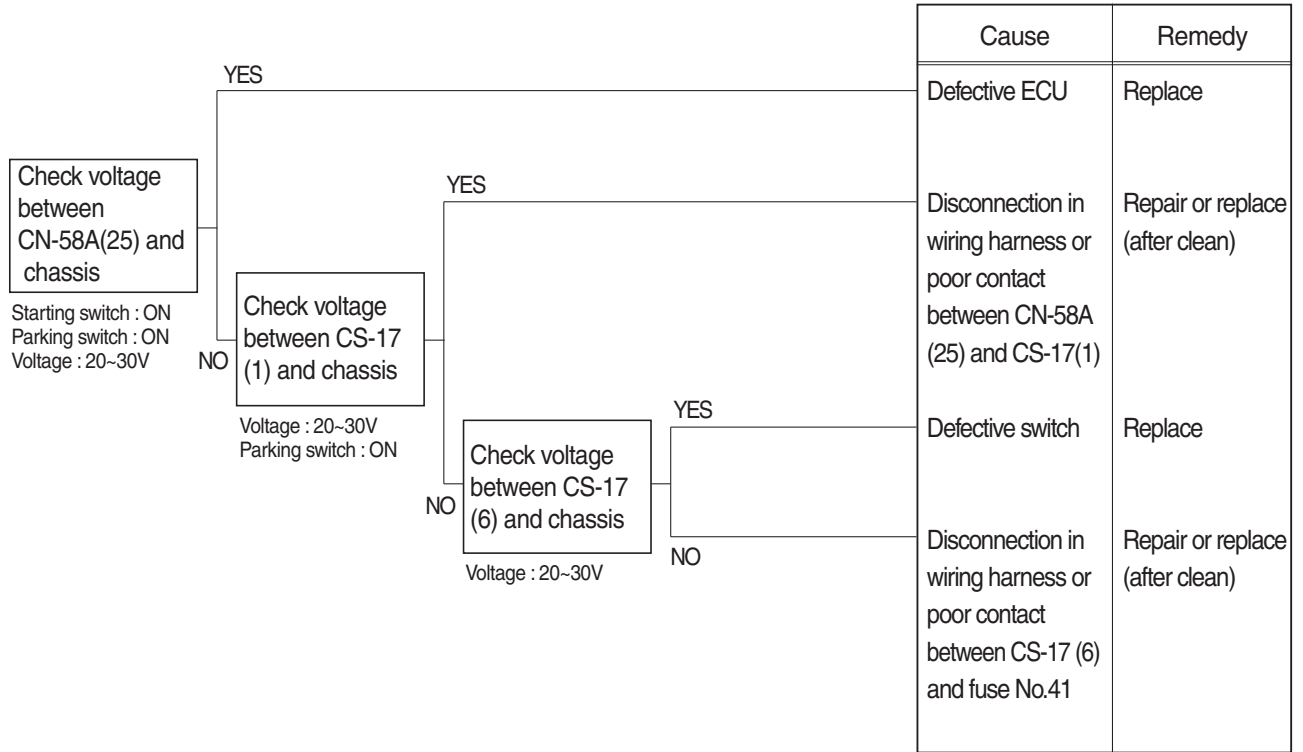 Cause
Remedy
YES
Defective ECU
Replace
Check voltage
between
CN-58A(25) and
chassis
Starting switch : ON
Parking switch : ON
Voltage : 20~30V
NO
YES
Disconnection in
wiring harness or
poor contact
between CN-58A
(25) and CS-17(1)
Repair or replace
(after clean)
Check voltage
between CS-17
(1) and chassis
Voltage : 20~30V
Parking switch : ON
NO
YES
Defective switch
Replace
Check voltage
between CS-17
(6) and chassis
Voltage : 20~30V
NO
Disconnection in
wiring harness or
poor contact
between CS-17 (6)
and fuse No.41
Repair or replace
(after clean)